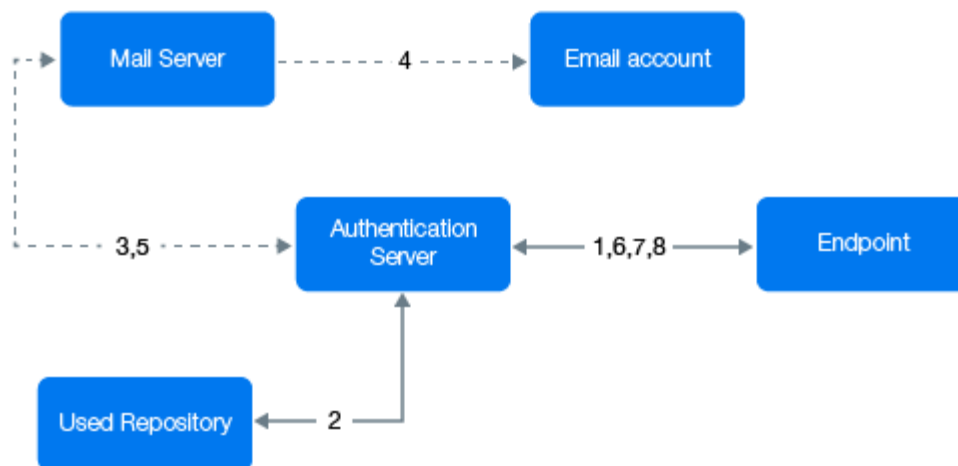 Mail Server
4
Email account
3,5
Authentication
Server
1,6,7,8
Endpoint
Used Repository
2